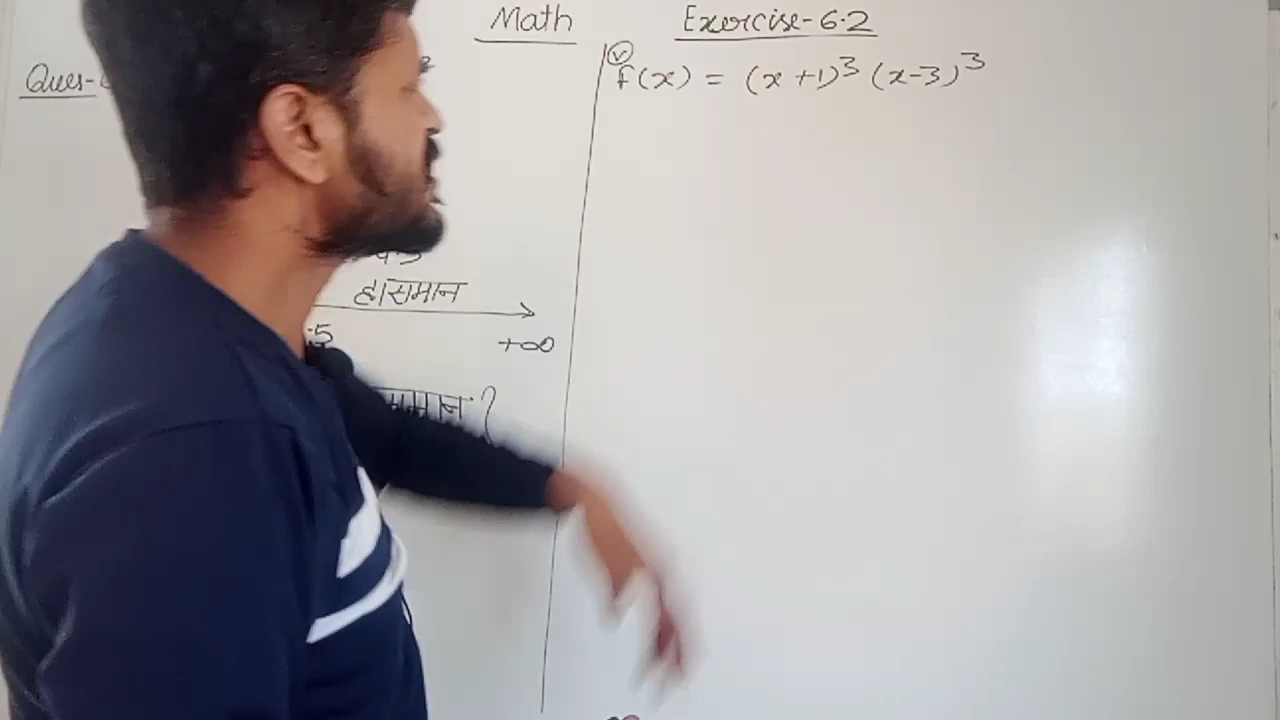 Math
Exercise-6.2
Ques-
(v)
f(x) = (x+1)³ (x-3)³
ह्रासमान
.5
+∞